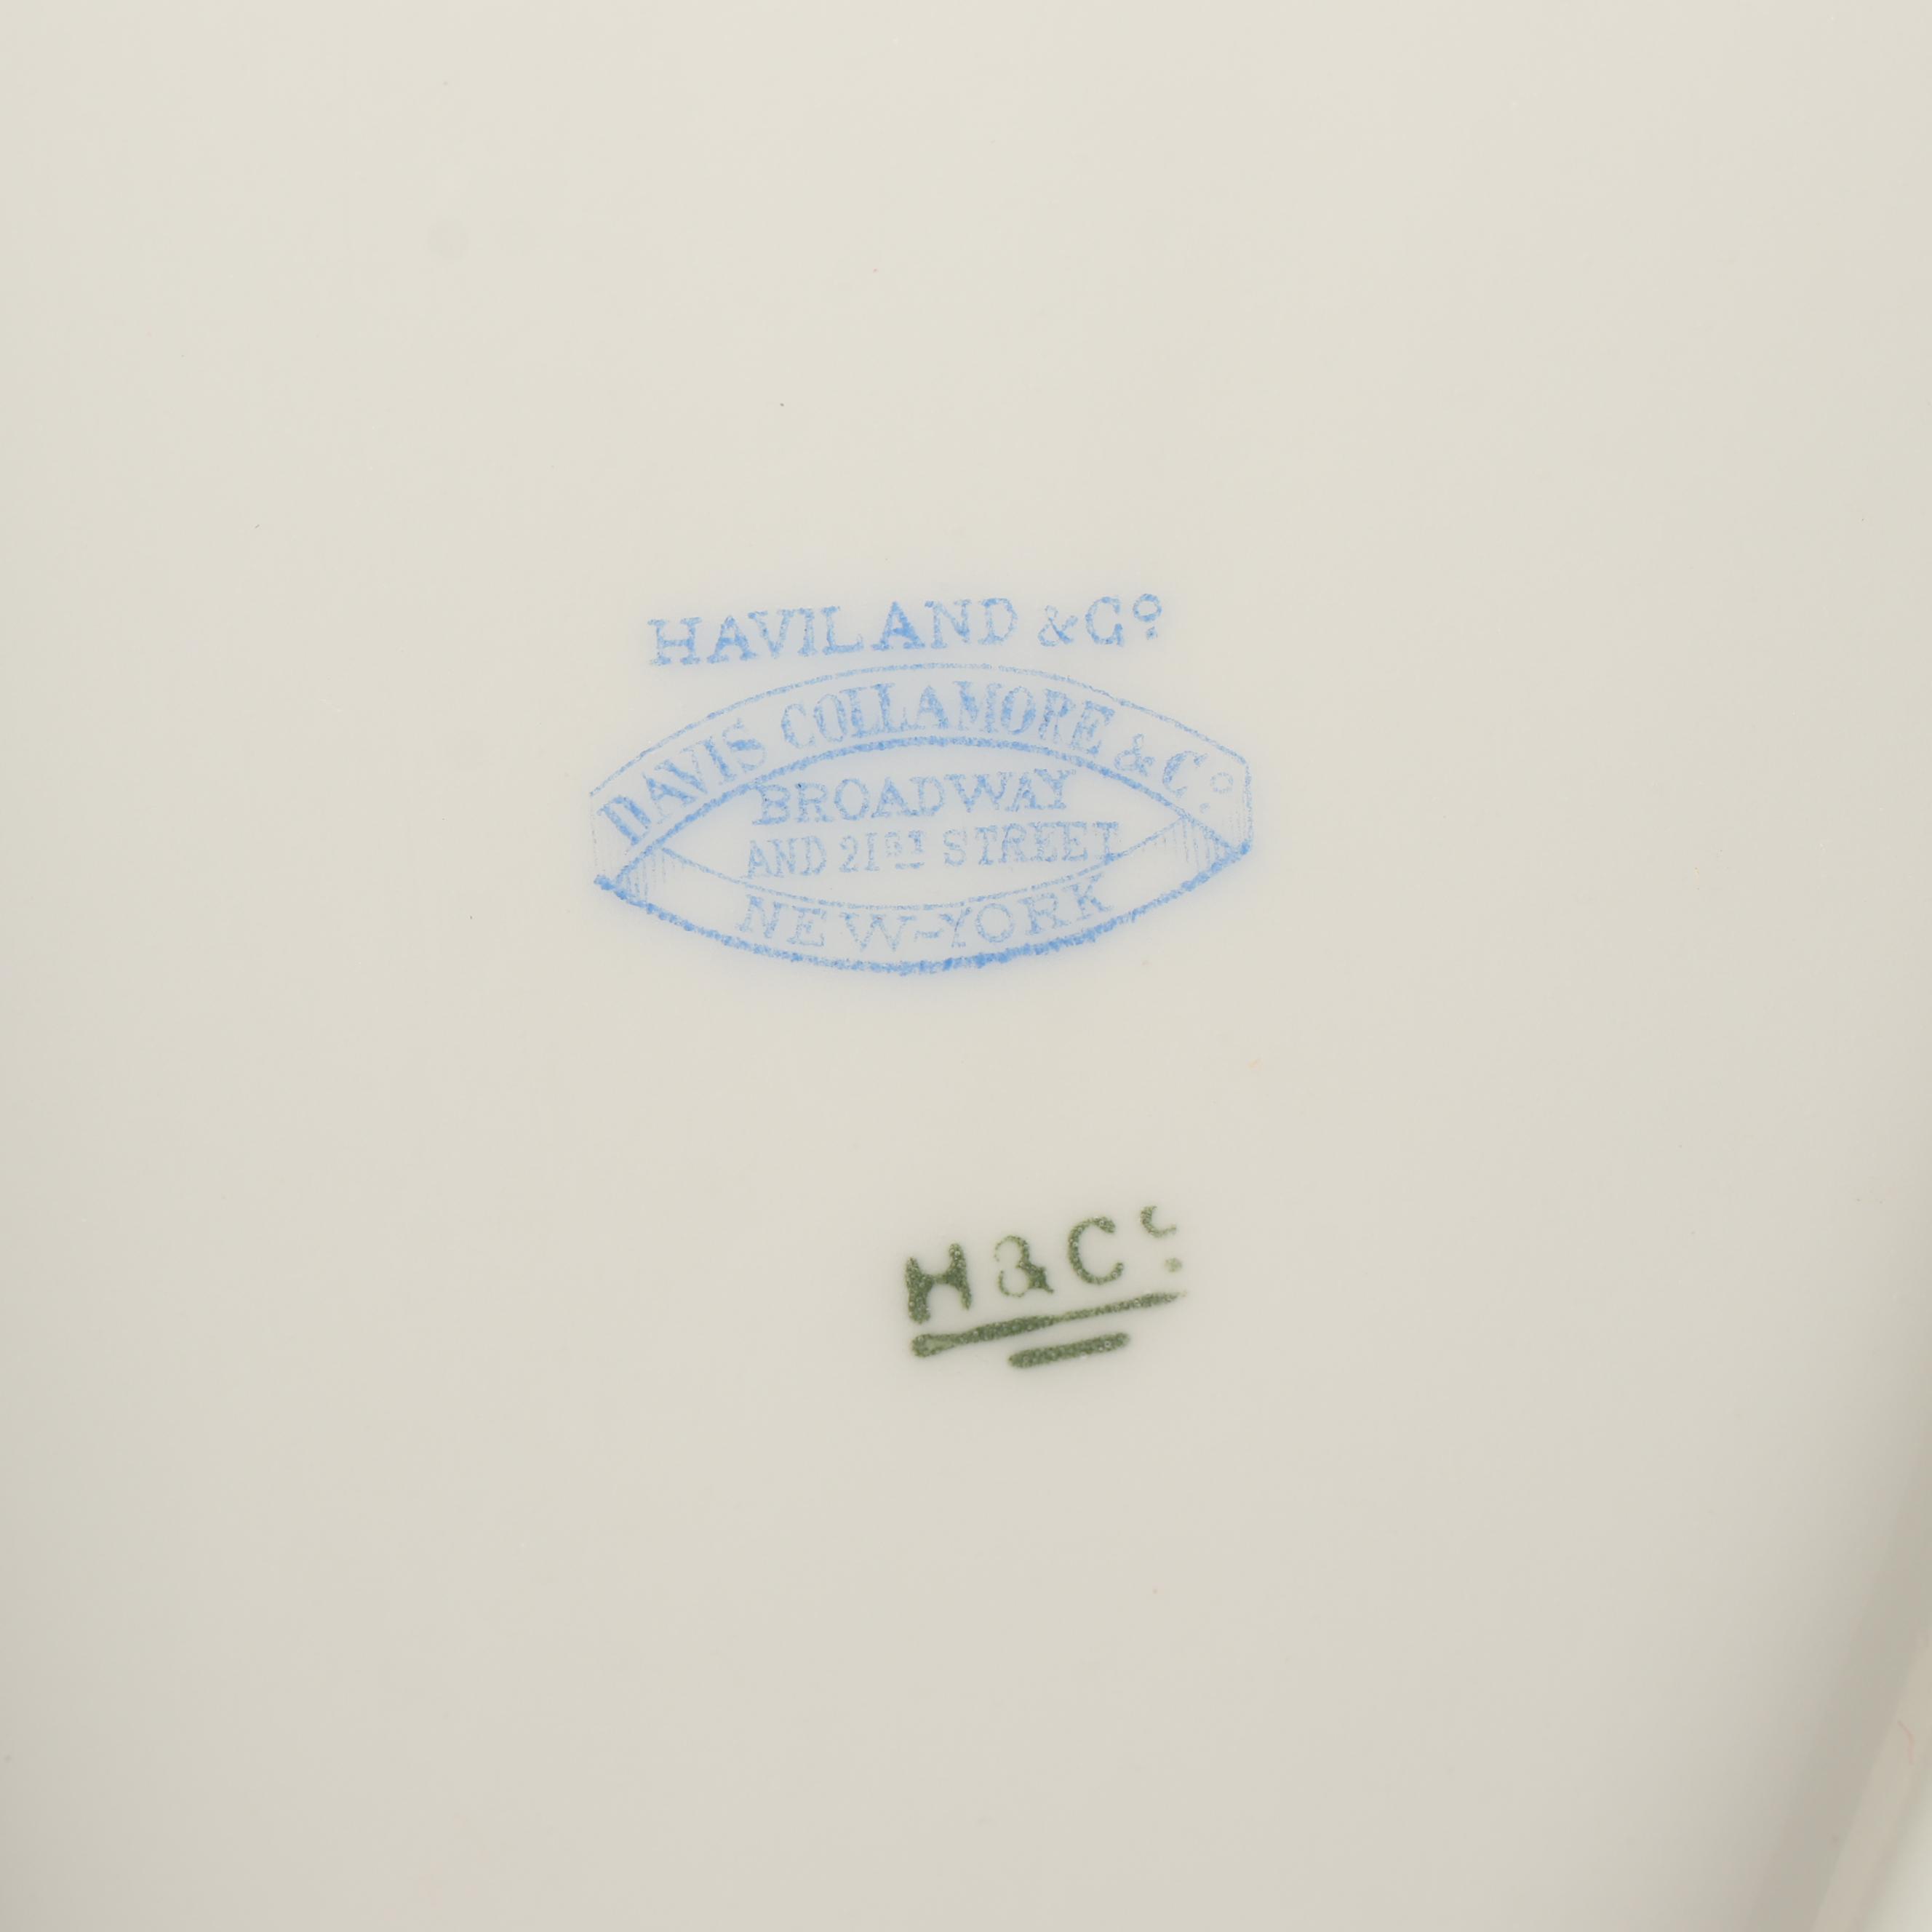 HAVILAND & Cº
DAVIS COLLAMORE & Cº
BROADWAY
AND 21ST STREET
NEW-YORK
H & Cº